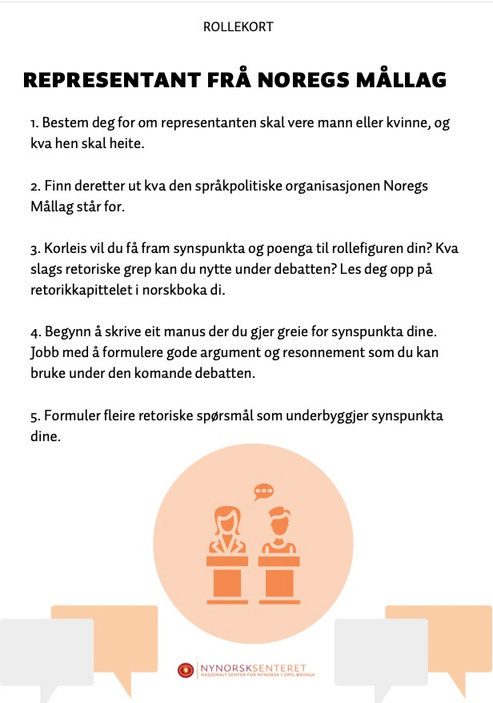 ROLLEKORT
REPRESENTANT FRÅ NOREGS MÅLLAG
1. Bestem deg for om representanten skal vere mann eller kvinne, og
kva hen skal heite.
2. Finn deretter ut kva den språkpolitiske organisasjonen Noregs
Mållag står for.
3. Korleis vil du få fram synspunkta og poenga til rollefiguren din? Kva
slags retoriske grep kan du nytte under debatten? Les deg opp på
retorikkapittelet i norskboka di.
4. Begynn å skrive eit manus der du gjer greie for synspunkta dine.
Jobb med å formulere gode argument og resonnement som du kan
bruke under den komande debatten.
5. Formuler fleire retoriske spørsmål som underbyggjer synspunkta
dine.
NYNORSKSENTERET
NASJONALT SENTER FOR NYNORSK I OPPLÆRINGA